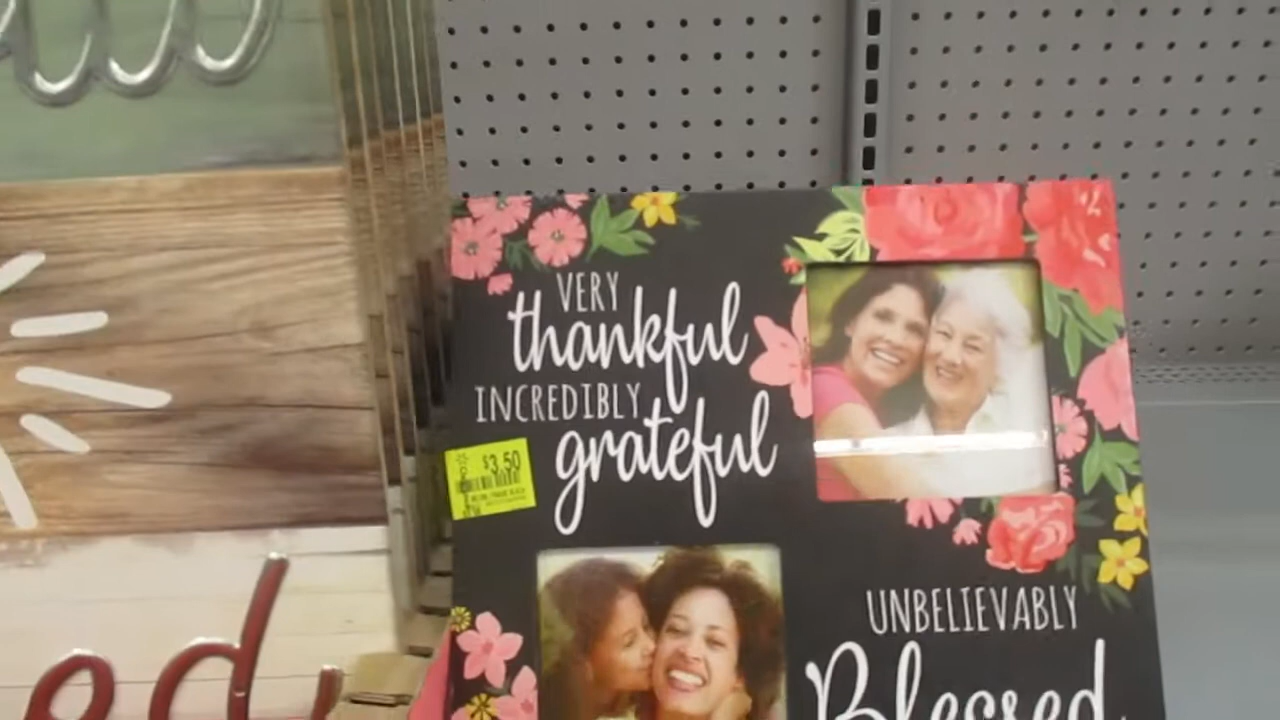 VERY
thankful
INCREDIBLY
grateful
$3.50
UNBELIEVABLY
Blessed